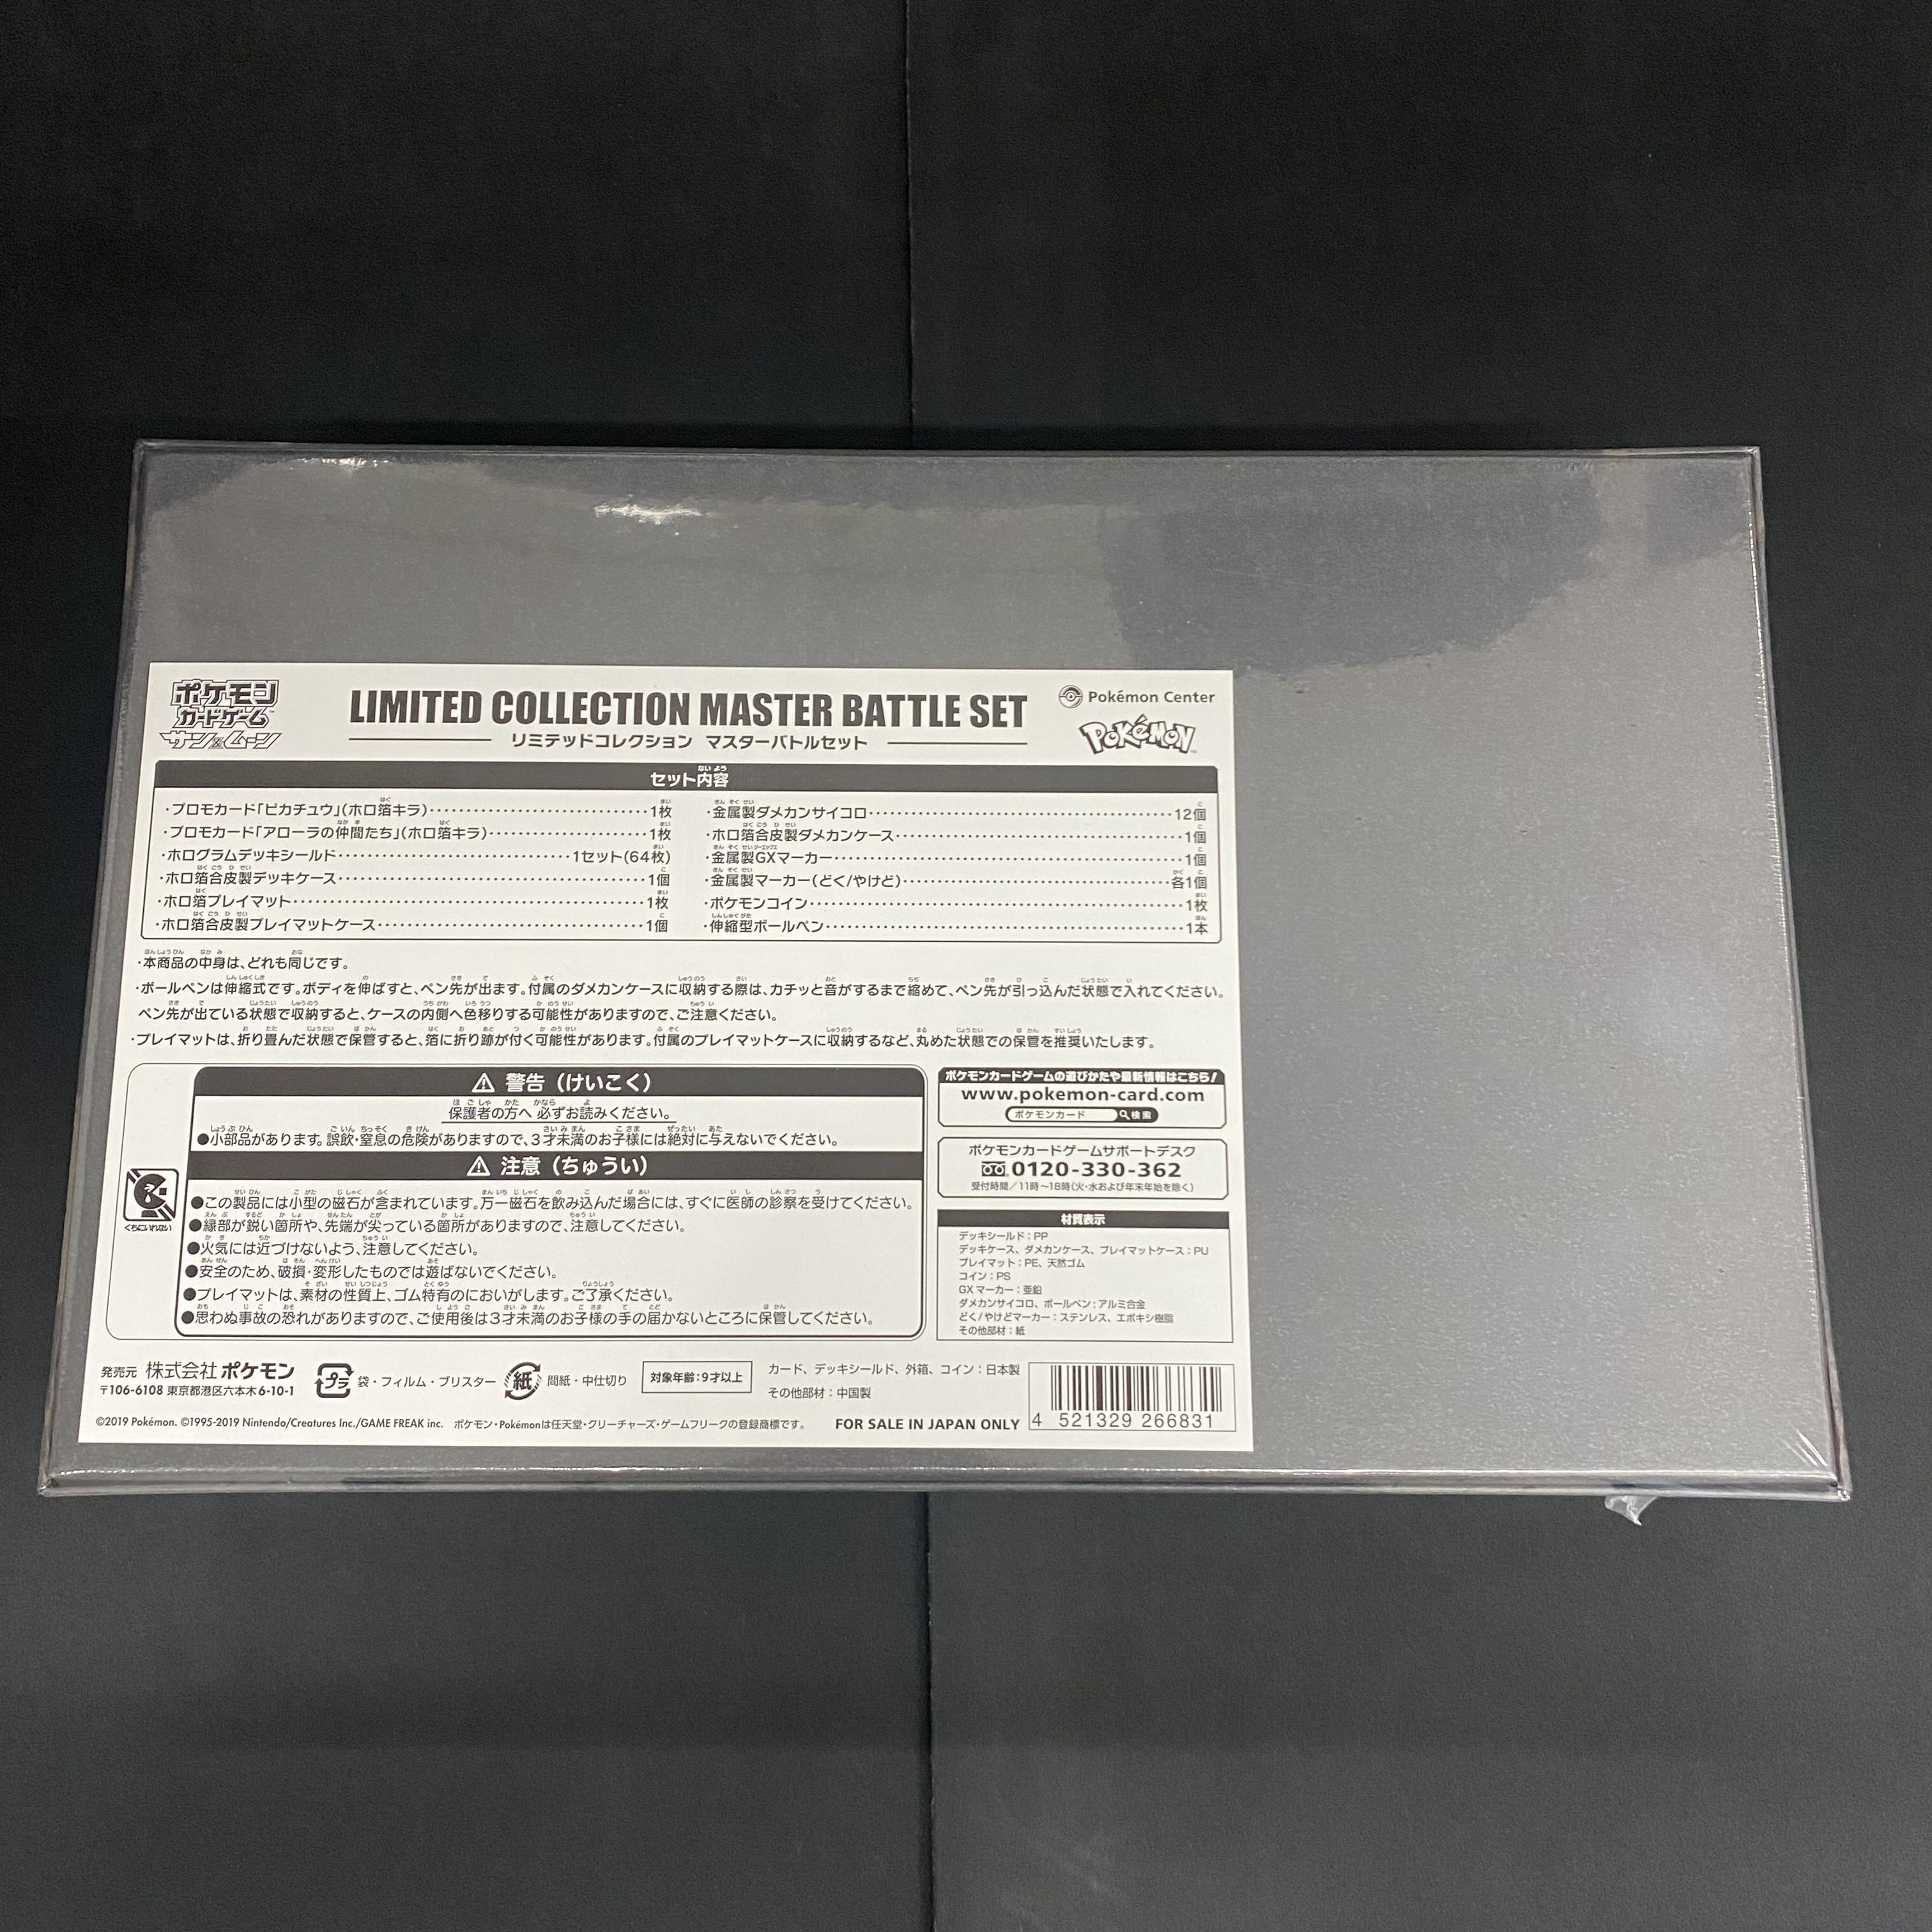 ポケモン
カードゲーム
サン&ムーン
LIMITED COLLECTION MASTER BATTLE SET
リミテッドコレクション マスターバトルセット
Pokémon Center
POKéMON
セット内容
・プロモカード「ピカチュウ」(ホロ箔キラ)・・・1枚
・プロモカード「アローラの仲間たち」(ホロ箔キラ)・・・1枚
・ホログラムデッキシールド・・・1セット(64枚)
・ホロ箔合皮製デッキケース・・・1個
・ホロ箔プレイマット・・・1枚
・ホロ箔合皮製プレイマットケース・・・1個
・金属製ダメカンサイコロ・・・12個
・ホロ箔合皮製ダメカンケース・・・1個
・金属製GXマーカー・・・1個
・金属製マーカー(どく/やけど)・・・各1個
・ポケモンコイン・・・1枚
・伸縮型ボールペン・・・1本
・本商品の中身は、どれも同じです。
・ボールペンは伸縮式です。ボディを伸ばすと、ペン先が出ます。付属のダメカンケースに収納する際は、カチッと音がするまで縮めて、ペン先が引っ込んだ状態で入れてください。
ペン先が出ている状態で収納すると、ケースの内側へ色移りする可能性がありますので、ご注意ください。
・プレイマットは、折り畳んだ状態で保管すると、箔に折り跡が付く可能性があります。付属のプレイマットケースに収納するなど、丸めた状態での保管を推奨いたします。
⚠ 警告(けいこく)
保護者の方へ 必ずお読みください。
●小部品があります。誤飲・窒息の危険がありますので、3才未満のお子様には絶対に与えないでください。
⚠ 注意(ちゅうい)
くちにいれない
●この製品には小型の磁石が含まれています。万一磁石を飲み込んだ場合には、すぐに医師の診察を受けてください。
●縁部が鋭い箇所や、先端が尖っている箇所がありますので、注意してください。
●火気には近づけないよう、注意してください。
●安全のため、破損・変形したものでは遊ばないでください。
●プレイマットは、素材の性質上、ゴム特有のにおいがします。ご了承ください。
●思わぬ事故の恐れがありますので、ご使用後は3才未満のお子様の手の届かないところに保管してください。
ポケモンカードゲームの遊びかたや最新情報はこちら!
www.pokemon-card.com
ポケモンカード 検索
ポケモンカードゲームサポートデスク
0120-330-362
受付時間/11時~18時(火・水および年末年始を除く)
材質表示
デッキシールド:PP
デッキケース、ダメカンケース、プレイマットケース:PU
プレイマット:PE、天然ゴム
コイン:PS
GXマーカー:亜鉛
ダメカンサイコロ、ボールペン:アルミ合金
どく/やけどマーカー:ステンレス、エポキシ樹脂
その他部材:紙
発売元 株式会社 ポケモン
〒106-6108 東京都港区六本木6-10-1
プラ 袋・フィルム・ブリスター
紙 間紙・中仕切り
対象年齢:9才以上
カード、デッキシールド、外箱、コイン:日本製
その他部材:中国製
©2019 Pokémon. ©1995-2019 Nintendo/Creatures Inc./GAME FREAK inc.
ポケモン・Pokémonは任天堂・クリーチャーズ・ゲームフリークの登録商標です。
FOR SALE IN JAPAN ONLY
4 521329 266831